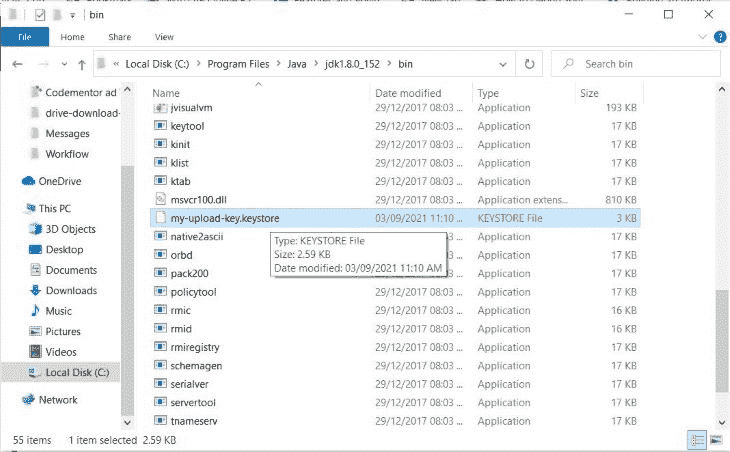 bin
File Home Share View
« Local Disk (C:) > Program Files > Java > jdk1.8.0_152 > bin
Search bin
Name Date modified Type Size
Codementor ad
drive-download-
Messages
Workflow
OneDrive
This PC
3D Objects
Desktop
Documents
Downloads
Music
Pictures
Videos
Local Disk (C:)
Network
jvisualvm 29/12/2017 08:03 ... Application 193 KB
keytool 29/12/2017 08:03 ... Application 17 KB
kinit 29/12/2017 08:03 ... Application 17 KB
klist 29/12/2017 08:03 ... Application 17 KB
ktab 29/12/2017 08:03 ... Application 17 KB
msvcr100.dll 29/12/2017 08:03 ... Application exten... 810 KB
my-upload-key.keystore 03/09/2021 11:10 ... KEYSTORE File 3 KB
native2ascii 29/12/2017 08:03 ... Application 17 KB
orbd 29/12/2017 08:03 ... Application 17 KB
pack200 29/12/2017 08:03 ... Application 17 KB
policytool 29/12/2017 08:03 ... Application 17 KB
rmic 29/12/2017 08:03 ... Application 16 KB
rmid 29/12/2017 08:03 ... Application 16 KB
rmiregistry 29/12/2017 08:03 ... Application 17 KB
schemagen 29/12/2017 08:03 ... Application 17 KB
serialver 29/12/2017 08:03 ... Application 17 KB
servertool 29/12/2017 08:03 ... Application 17 KB
tnameserv 29/12/2017 08:03 ... Application 17 KB
Type: KEYSTORE File
Size: 2.59 KB
Date modified: 03/09/2021 11:10 AM
55 items 1 item selected 2.59 KB